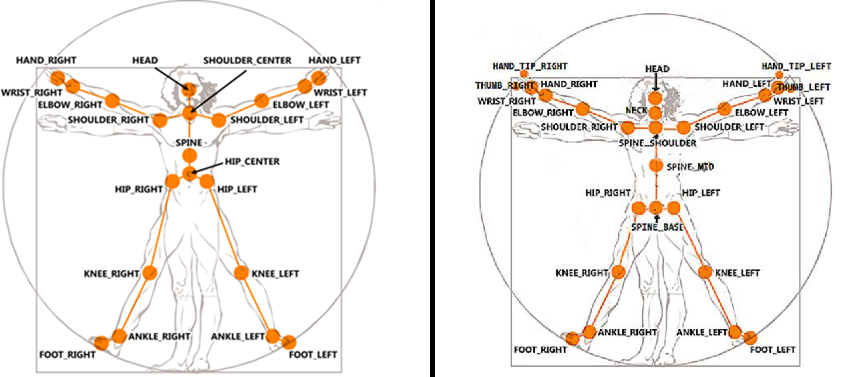 HAND_RIGHT
HEAD
SHOULDER_CENTER
HAND_LEFT
WRIST_RIGHT
WRIST_LEFT
ELBOW_RIGHT
ELBOW_LEFT
SHOULDER_RIGHT
SHOULDER_LEFT
SPINE
HIP_CENTER
HIP_RIGHT
HIP_LEFT
KNEE_RIGHT
KNEE_LEFT
ANKLE_RIGHT
ANKLE_LEFT
FOOT_RIGHT
FOOT_LEFT
HAND_TIP_RIGHT
HEAD
HAND_TIP_LEFT
THUMB_RIGHT
HAND_RIGHT
HAND_LEFT
THUMB_LEFT
WRIST_RIGHT
WRIST_LEFT
ELBOW_RIGHT
NECK
ELBOW_LEFT
SHOULDER_RIGHT
SHOULDER_LEFT
SPINE_SHOULDER
SPINE_MID
HIP_RIGHT
HIP_LEFT
SPINE_BASE
KNEE_RIGHT
KNEE_LEFT
ANKLE_RIGHT
ANKLE_LEFT
FOOT_RIGHT
FOOT_LEFT